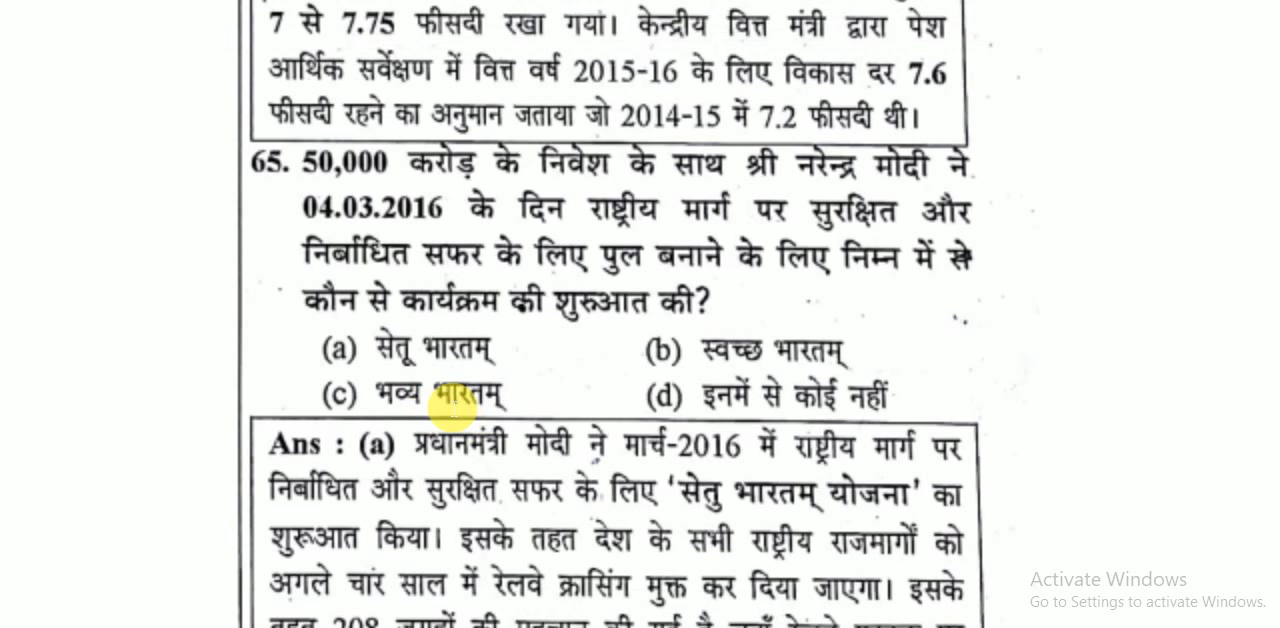 7 से 7.75 फीसदी रखा गया। केन्द्रीय वित्त मंत्री द्वारा पेश
आर्थिक सर्वेक्षण में वित्त वर्ष 2015-16 के लिए विकास दर 7.6
फीसदी रहने का अनुमान जताया जो 2014-15 में 7.2 फीसदी थी।
65. 50,000 करोड़ के निवेश के साथ श्री नरेन्द्र मोदी ने
04.03.2016 के दिन राष्ट्रीय मार्ग पर सुरक्षित और
निर्बाधित सफर के लिए पुल बनाने के लिए निम्न में से
कौन से कार्यक्रम की शुरुआत की?
(a) सेतू भारतम् (b) स्वच्छ भारतम्
(c) भव्य भारतम् (d) इनमें से कोई नहीं
Ans : (a) प्रधानमंत्री मोदी ने मार्च-2016 में राष्ट्रीय मार्ग पर
निर्बाधित और सुरक्षित सफर के लिए 'सेतु भारतम् योजना' का
शुरूआत किया। इसके तहत देश के सभी राष्ट्रीय राजमार्गों को
अगले चार साल में रेलवे क्रासिंग मुक्त कर दिया जाएगा। इसके
Activate Windows
Go to Settings to activate Windows.